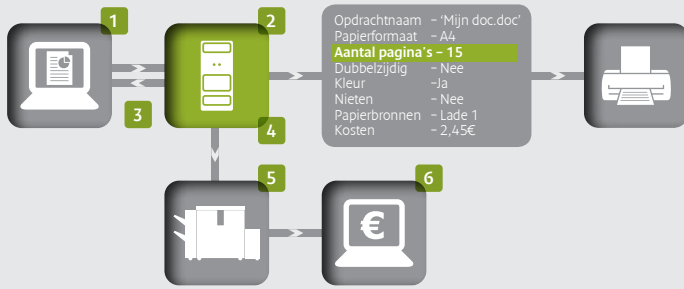 1
2
Opdrachtnaam – ‘Mijn doc.doc’
Papierformaat – A4
Aantal pagina’s – 15
Dubbelzijdig – Nee
Kleur –Ja
Nieten – Nee
Papierbronnen – Lade 1
Kosten – 2,45€
3
4
5
6
€